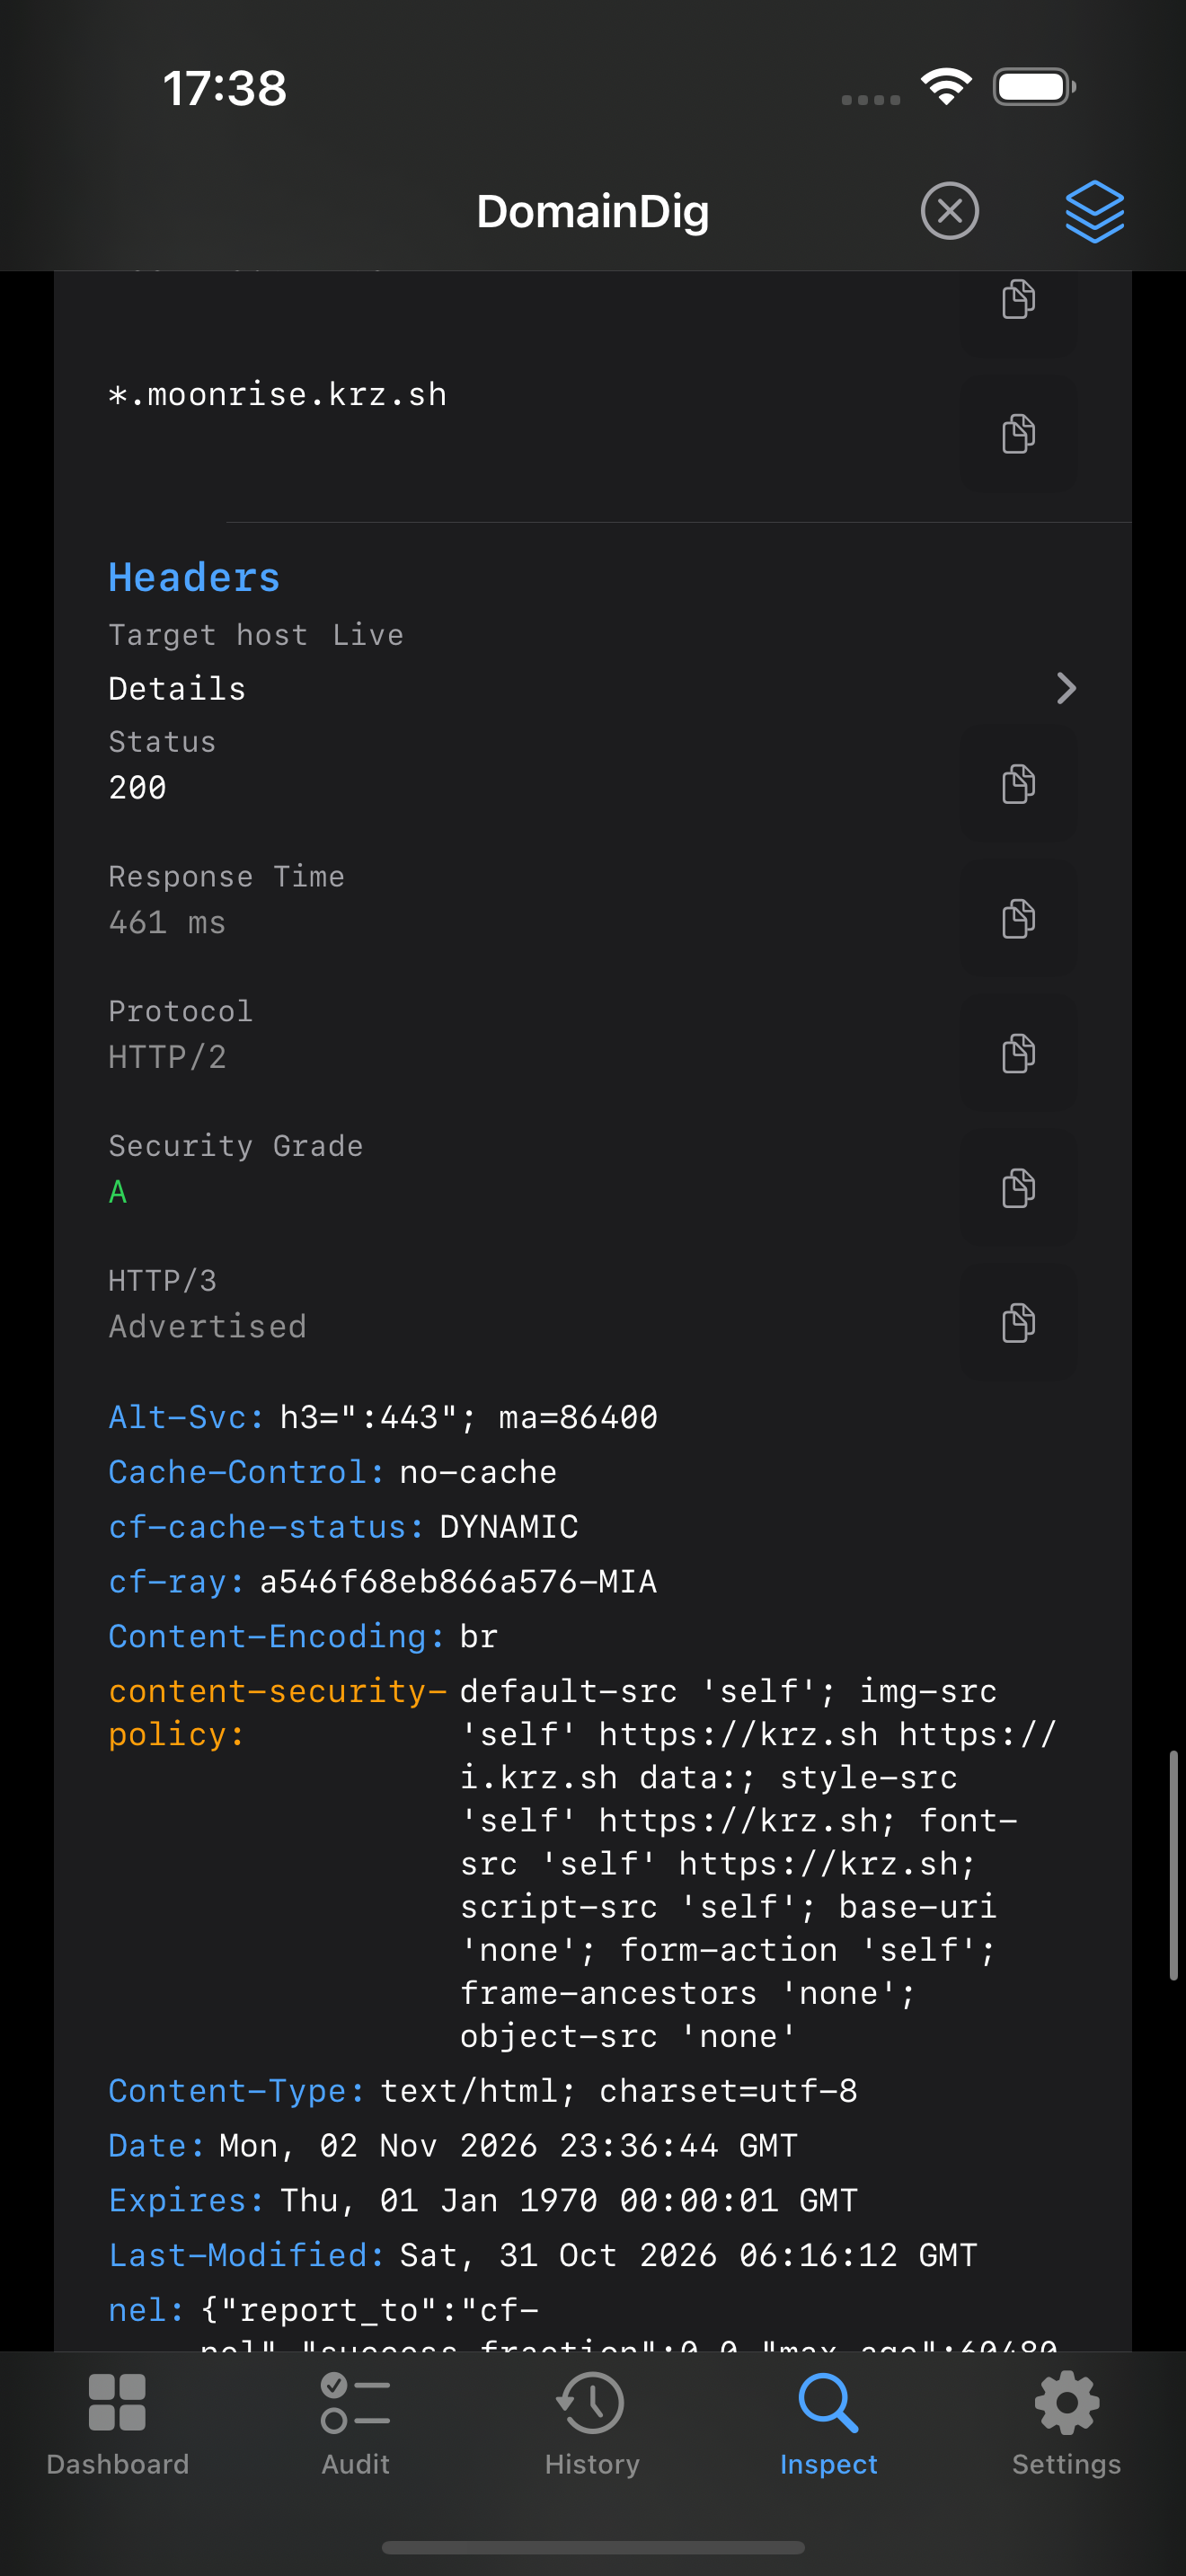 17:38
DomainDig
*.moonrise.krz.sh
Headers
Target host Live
Details
Status
200
Response Time
461 ms
Protocol
HTTP/2
Security Grade
A
HTTP/3
Advertised
Alt-Svc: h3=":443"; ma=86400
Cache-Control: no-cache
cf-cache-status: DYNAMIC
cf-ray: a546f68eb866a576-MIA
Content-Encoding: br
content-security-policy: default-src 'self'; img-src
'self' https://krz.sh https://
i.krz.sh data:; style-src
'self' https://krz.sh; font-
src 'self' https://krz.sh;
script-src 'self'; base-uri
'none'; form-action 'self';
frame-ancestors 'none';
object-src 'none'
Content-Type: text/html; charset=utf-8
Date: Mon, 02 Nov 2026 23:36:44 GMT
Expires: Thu, 01 Jan 1970 00:00:01 GMT
Last-Modified: Sat, 31 Oct 2026 06:16:12 GMT
nel: {"report_to":"cf-
nel","success_fraction":0.0,"max_age":60480
Dashboard
Audit
History
Inspect
Settings